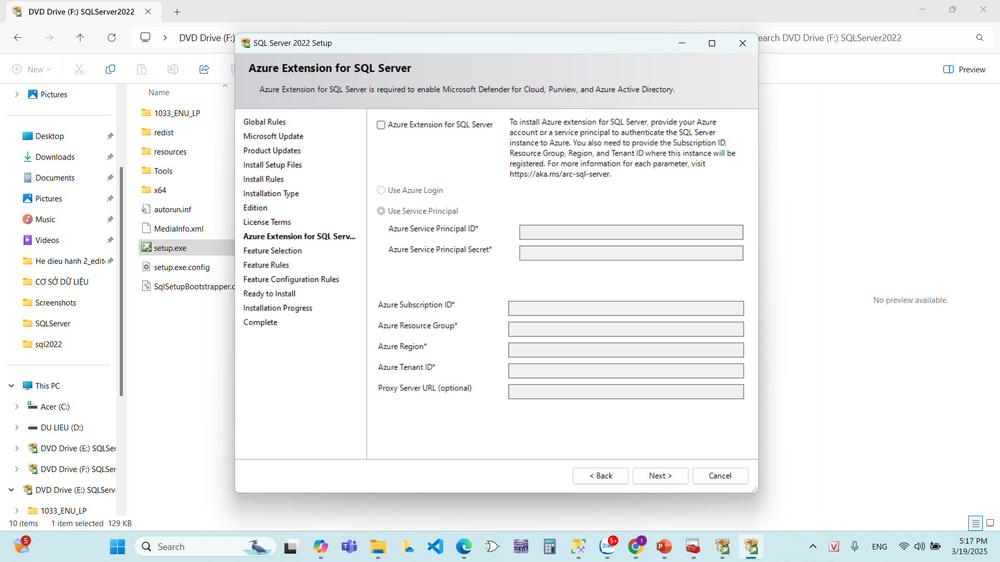 DVD Drive (F:) SQLServer2022
DVD Drive (F:)
earch DVD Drive (F:) SQLServer2022
New
Preview
Pictures
Desktop
Downloads
Documents
Pictures
Music
Videos
He dieu hanh 2_edit
CƠ SỞ DỮ LIỆU
Screenshots
SQLServer
sql2022
This PC
Acer (C:)
DU LIEU (D:)
DVD Drive (E:) SQLSer
DVD Drive (F:) SQLSer
DVD Drive (E:) SQLServ
1033_ENU_LP
Name
1033_ENU_LP
redist
resources
Tools
x64
autorun.inf
MediaInfo.xml
setup.exe
setup.exe.config
SqlSetupBootstrapper.c
SQL Server 2022 Setup
Azure Extension for SQL Server
Azure Extension for SQL Server is required to enable Microsoft Defender for Cloud, Purview, and Azure Active Directory.
Global Rules
Microsoft Update
Product Updates
Install Setup Files
Install Rules
Installation Type
Edition
License Terms
Azure Extension for SQL Serv...
Feature Selection
Feature Rules
Feature Configuration Rules
Ready to Install
Installation Progress
Complete
Azure Extension for SQL Server
To install Azure extension for SQL Server, provide your Azure
account or a service principal to authenticate the SQL Server
instance to Azure. You also need to provide the Subscription ID,
Resource Group, Region, and Tenant ID where this instance will be
registered. For more information for each parameter, visit
https://aka.ms/arc-sql-server.
Use Azure Login
Use Service Principal
Azure Service Principal ID*
Azure Service Principal Secret*
Azure Subscription ID*
Azure Resource Group*
Azure Region*
Azure Tenant ID*
Proxy Server URL (optional)
< Back
Next >
Cancel
No preview available.
10 items
1 item selected 129 KB
5
Search
Zalo
5+
t
ENG
5:17 PM
3/19/2025